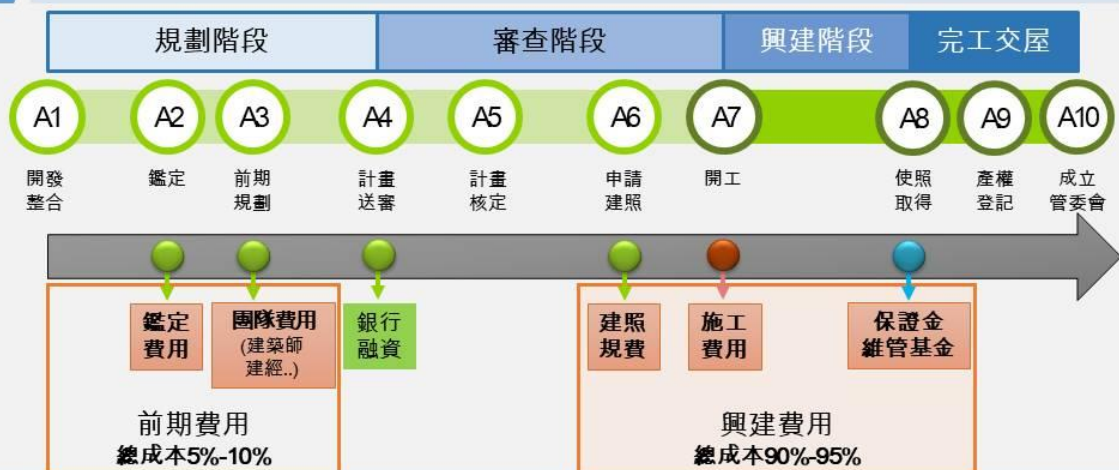 規劃階段
審查階段
興建階段
完工交屋
A1
A2
A3
A4
A5
A6
A7
A8
A9
A10
開發
整合
鑑定
前期
規劃
計畫
送審
計畫
核定
申請
建照
開工
使照
取得
產權
登記
成立
管委會
鑑定
費用
團隊費用
(建築師
建經..)
銀行
融資
建照
規費
施工
費用
保證金
維管基金
前期費用
總成本5%-10%
興建費用
總成本90%-95%